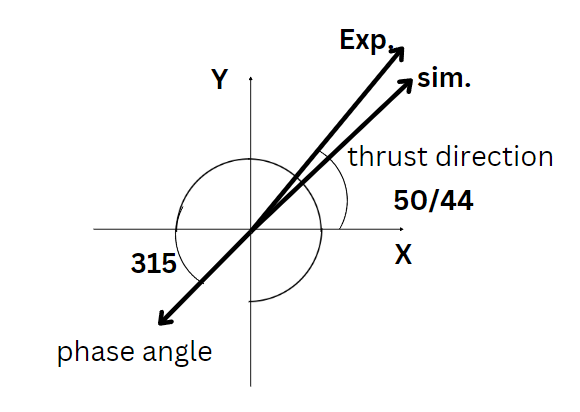 Exp.
Y
sim.
thrust direction
50/44
X
315
phase angle